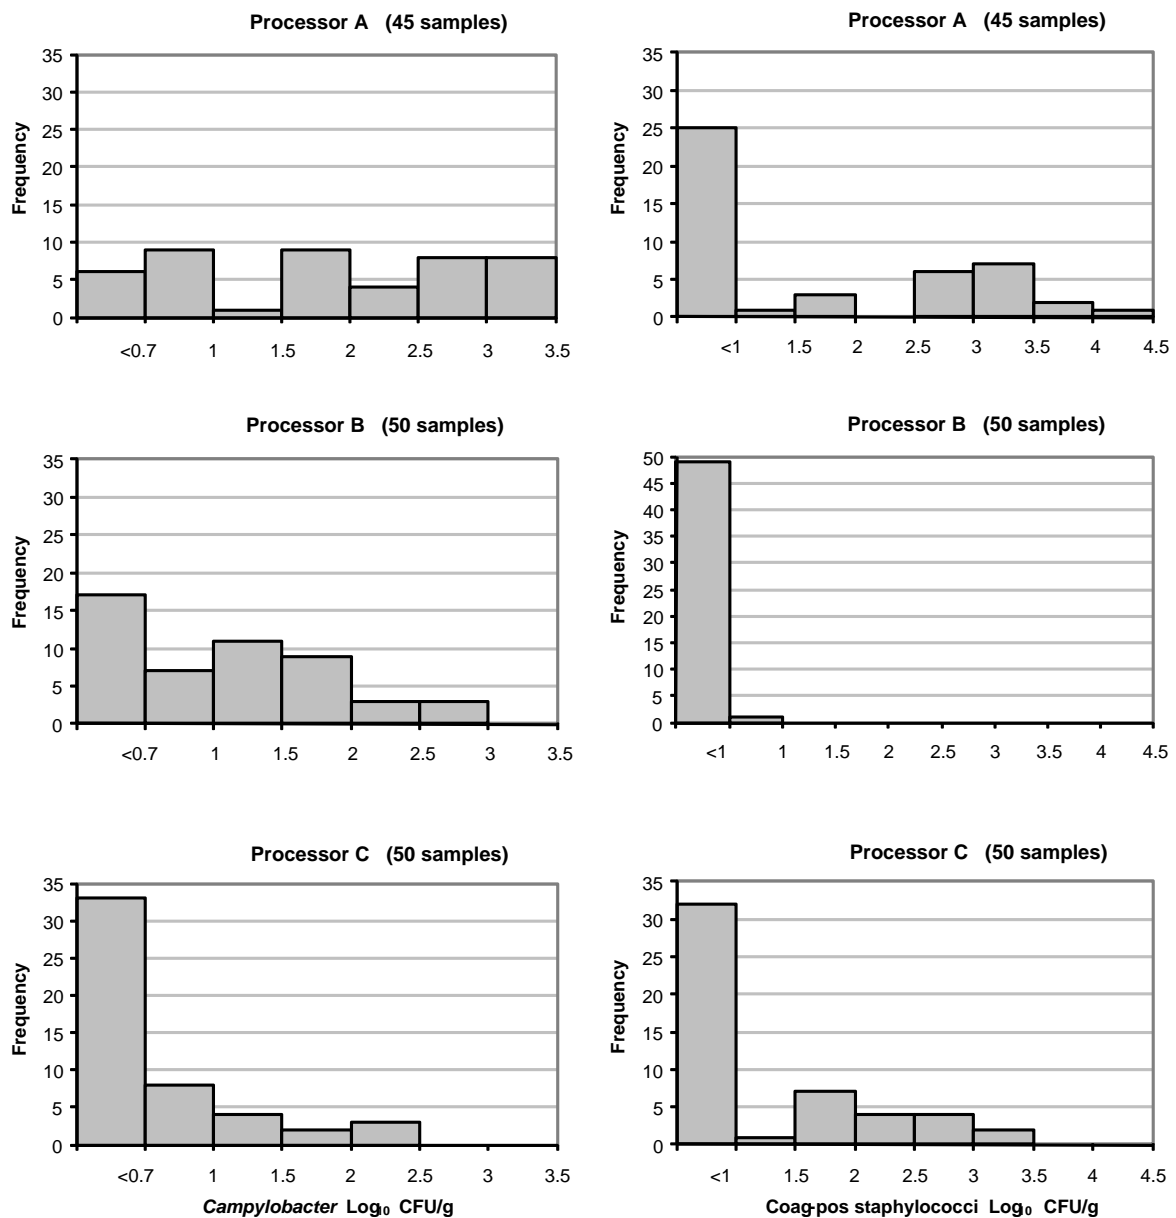 Processor A (45 samples)
35
30
25
20
15
10
5
0
Frequency
<0.7 1 1.5 2 2.5 3 3.5
Processor A (45 samples)
35
30
25
20
15
10
5
0
Frequency
<1 1.5 2 2.5 3 3.5 4 4.5
Processor B (50 samples)
35
30
25
20
15
10
5
0
Frequency
<0.7 1 1.5 2 2.5 3 3.5
Processor B (50 samples)
50
45
40
35
30
25
20
15
10
5
0
Frequency
<1 1 1.5 2 2.5 3 3.5 4 4.5
Processor C (50 samples)
35
30
25
20
15
10
5
0
Frequency
<0.7 1 1.5 2 2.5 3 3.5
Campylobacter Log₁₀ CFU/g
Processor C (50 samples)
35
30
25
20
15
10
5
0
Frequency
<1 1.5 2 2.5 3 3.5 4 4.5
Coag-pos staphylococci Log₁₀ CFU/g